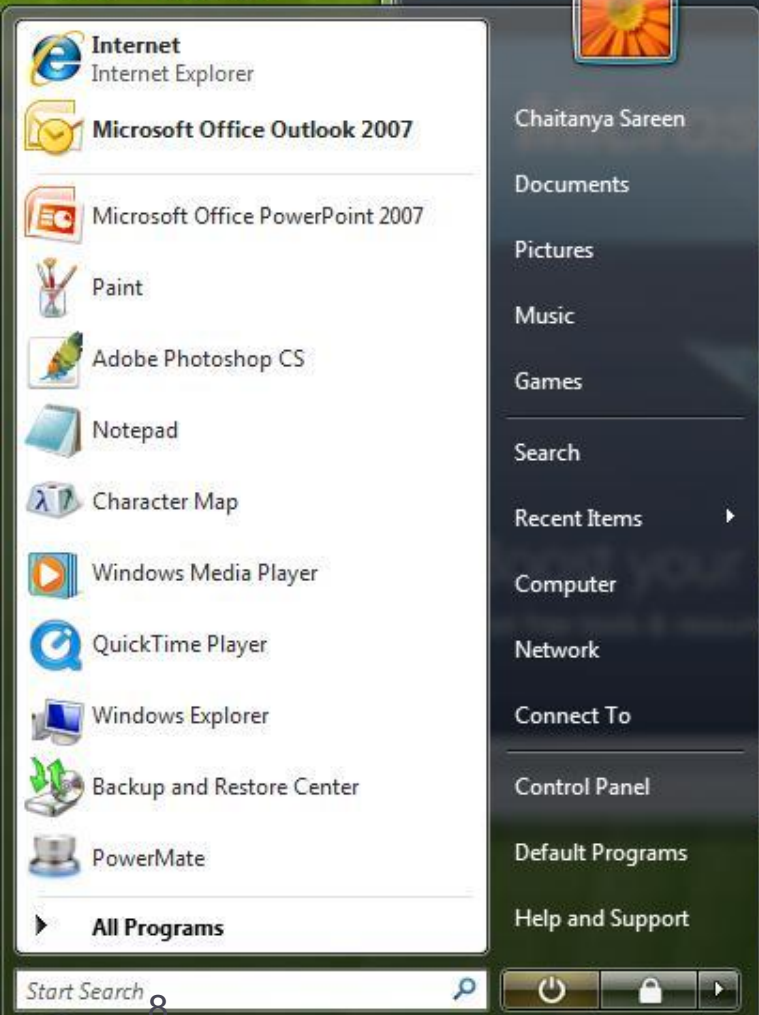 Internet
Internet Explorer
Microsoft Office Outlook 2007
Microsoft Office PowerPoint 2007
Paint
Adobe Photoshop CS
Notepad
Character Map
Windows Media Player
QuickTime Player
Windows Explorer
Backup and Restore Center
PowerMate
All Programs
Start Search
8
Chaitanya Sareen
Documents
Pictures
Music
Games
Search
Recent Items
Computer
Network
Connect To
Control Panel
Default Programs
Help and Support
your